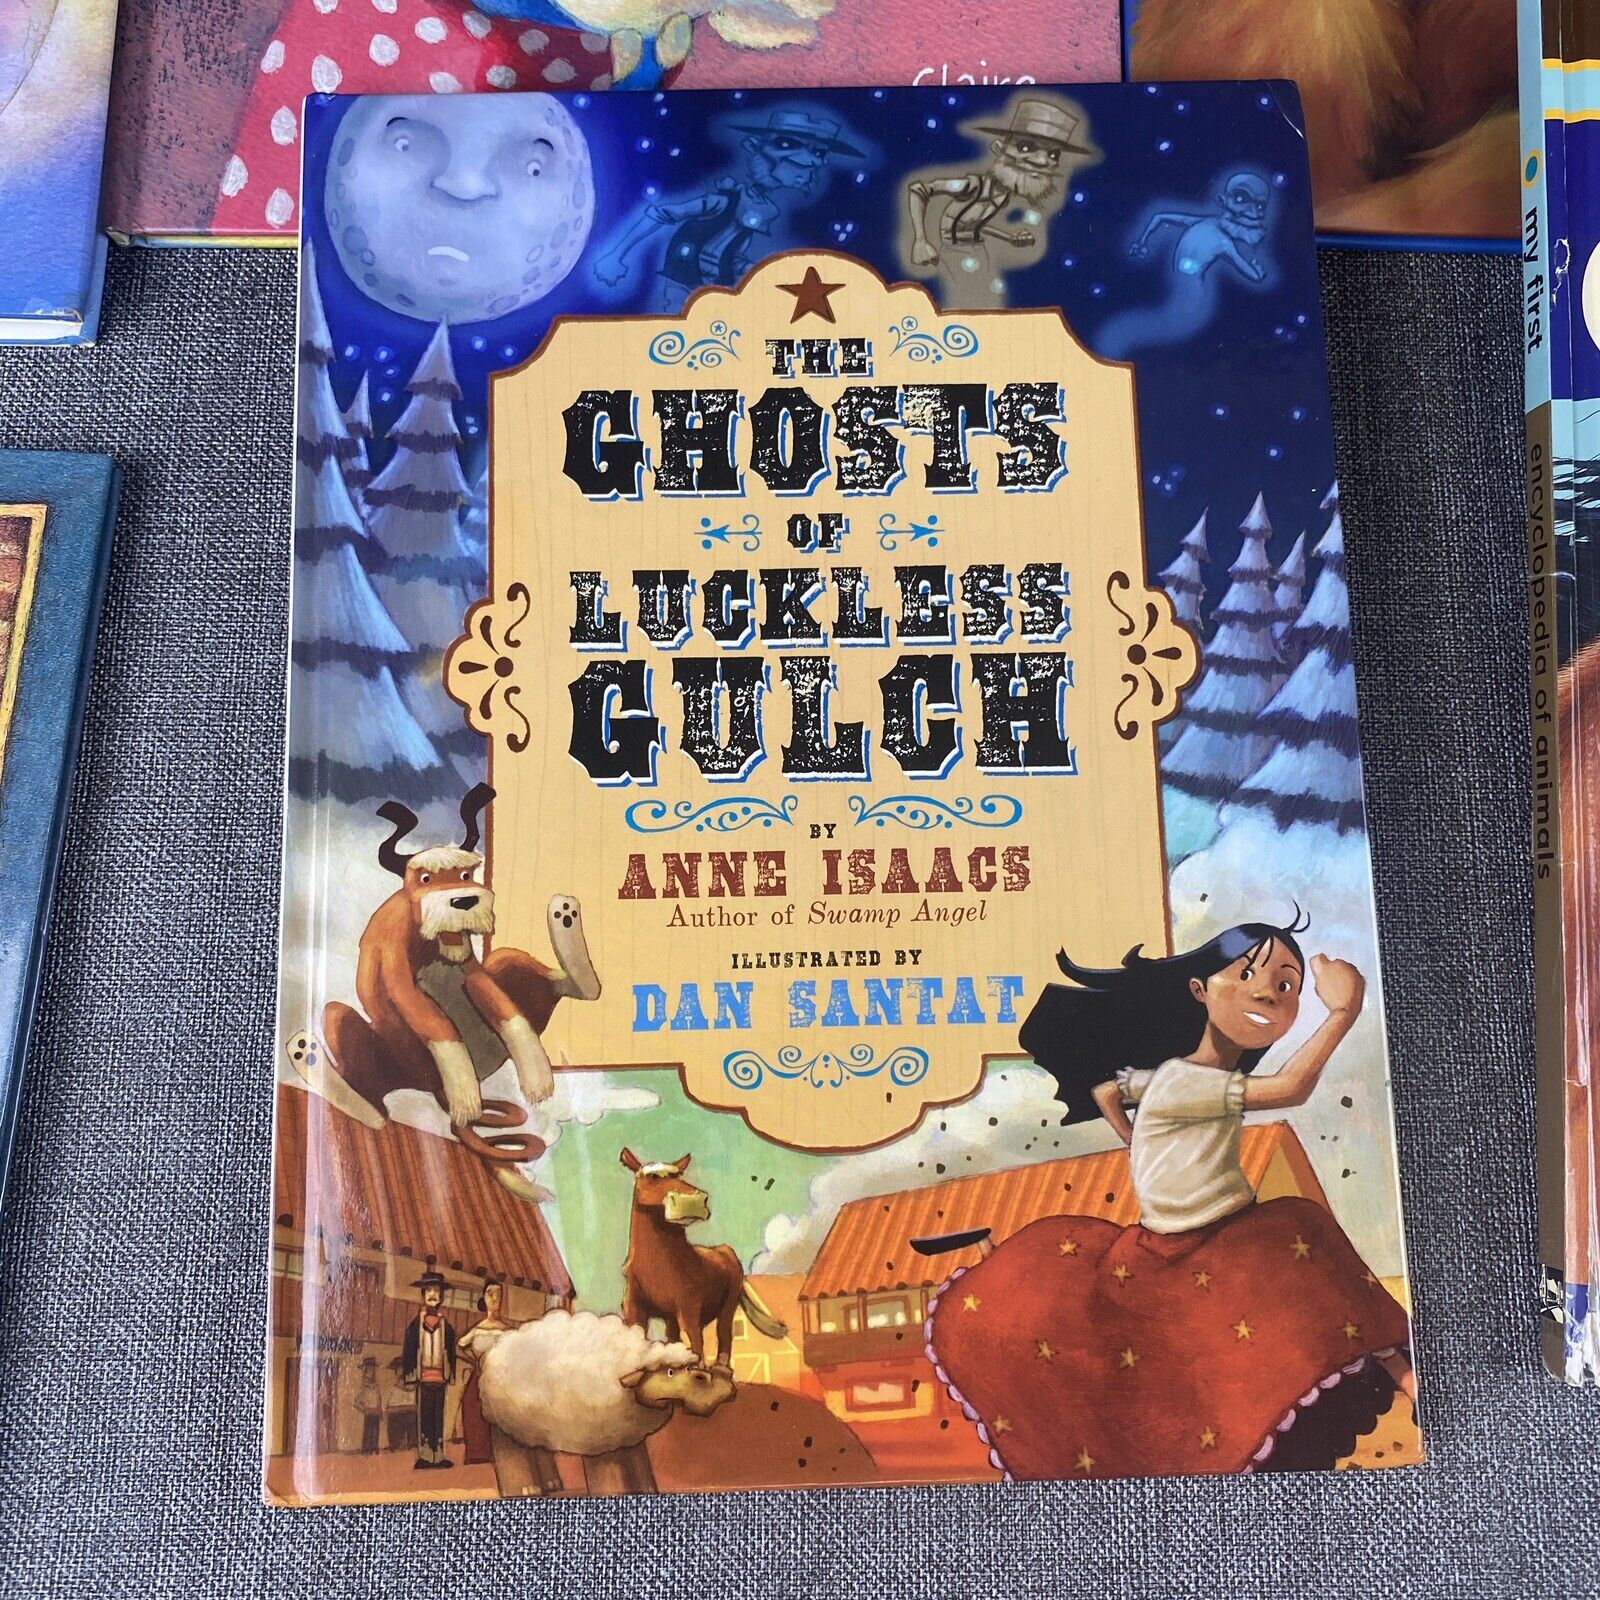 Claire
THE
GHOSTS
OF
LUCKLESS
GULCH
BY
ANNE ISAACS
Author of Swamp Angel
ILLUSTRATED BY
DAN SANTAT
my first
encyclopedia of animals